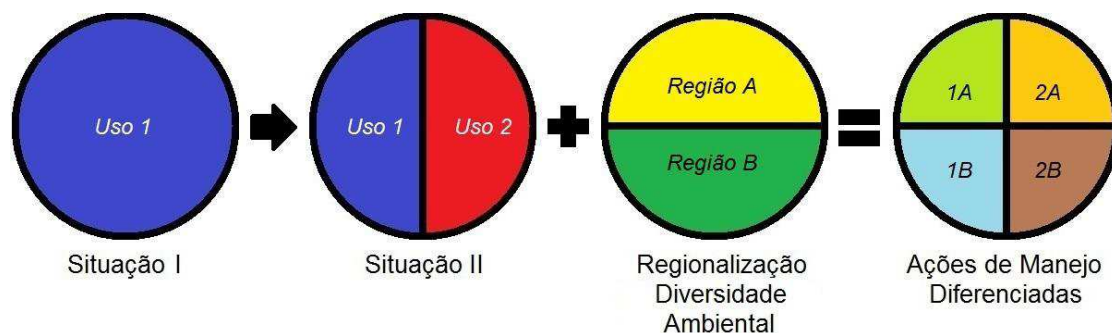 Uso 1
Uso 1
Uso 2
Região A
Região B
1A
2A
1B
2B
Situação I
Situação II
Regionalização
Diversidade
Ambiental
Ações de Manejo
Diferenciadas